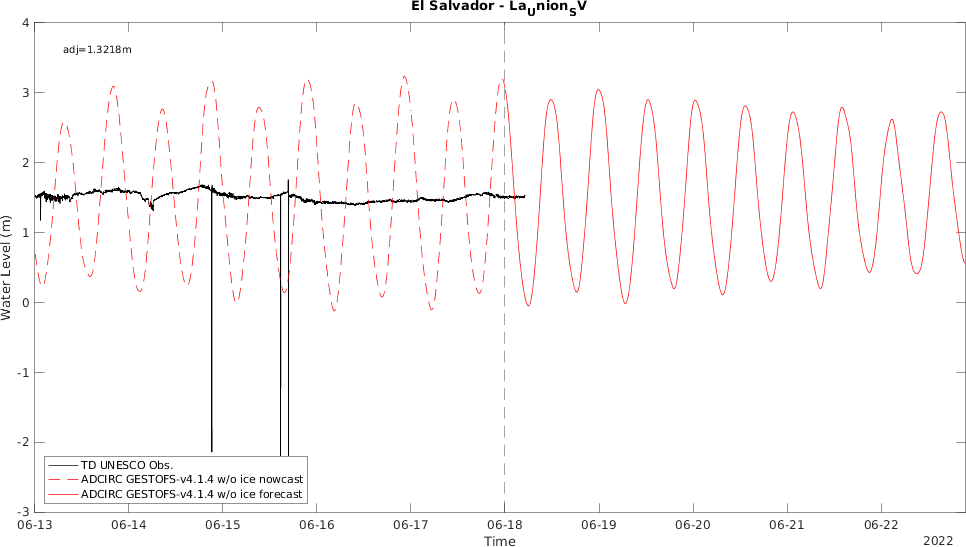 El Salvador - La_Union_SV
adj=1.3218m
4
3
2
1
0
-1
-2
-3
Water Level (m)
TD UNESCO Obs.
ADCIRC GESTOFS-v4.1.4 w/o ice nowcast
ADCIRC GESTOFS-v4.1.4 w/o ice forecast
06-13 06-14 06-15 06-16 06-17 06-18 06-19 06-20 06-21 06-22
Time
2022